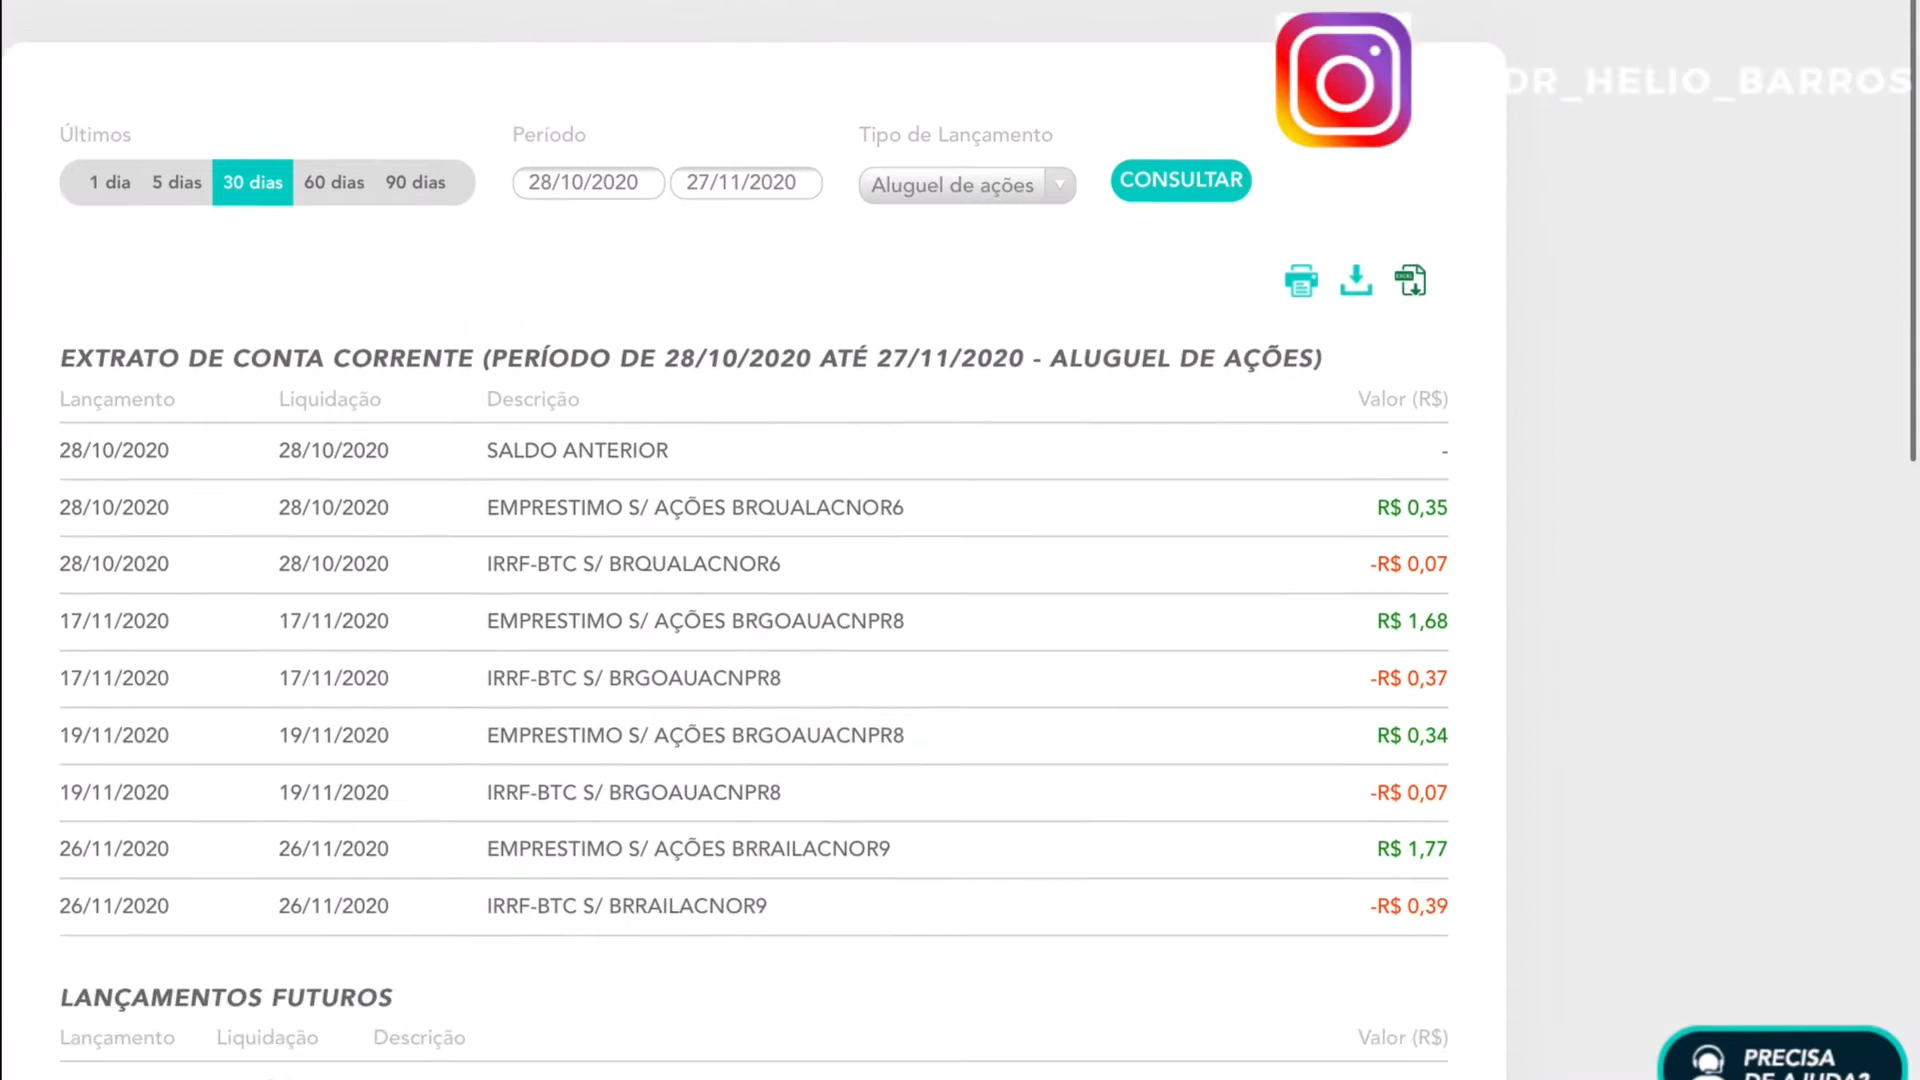 DR_HELIO_BARROS
Últimos Período Tipo de Lançamento
1 dia 5 dias 30 dias 60 dias 90 dias 28/10/2020 27/11/2020 Aluguel de ações CONSULTAR
EXCEL
EXTRATO DE CONTA CORRENTE (PERÍODO DE 28/10/2020 ATÉ 27/11/2020 - ALUGUEL DE AÇÕES)
Lançamento Liquidação Descrição Valor (R$)
28/10/2020 28/10/2020 SALDO ANTERIOR -
28/10/2020 28/10/2020 EMPRESTIMO S/ AÇÕES BRQUALACNOR6 R$ 0,35
28/10/2020 28/10/2020 IRRF-BTC S/ BRQUALACNOR6 -R$ 0,07
17/11/2020 17/11/2020 EMPRESTIMO S/ AÇÕES BRGOAUACNPR8 R$ 1,68
17/11/2020 17/11/2020 IRRF-BTC S/ BRGOAUACNPR8 -R$ 0,37
19/11/2020 19/11/2020 EMPRESTIMO S/ AÇÕES BRGOAUACNPR8 R$ 0,34
19/11/2020 19/11/2020 IRRF-BTC S/ BRGOAUACNPR8 -R$ 0,07
26/11/2020 26/11/2020 EMPRESTIMO S/ AÇÕES BRRAILACNOR9 R$ 1,77
26/11/2020 26/11/2020 IRRF-BTC S/ BRRAILACNOR9 -R$ 0,39
LANÇAMENTOS FUTUROS
Lançamento Liquidação Descrição Valor (R$)
PRECISA
DE AJUDA?